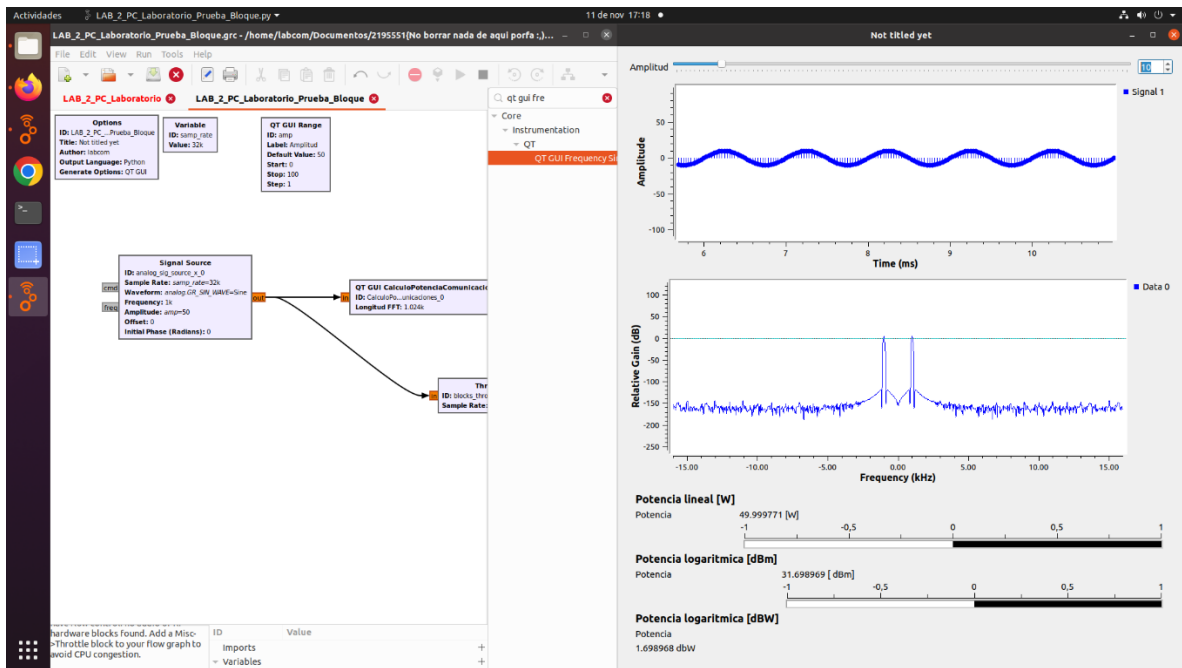 Actividades
LAB_2_PC_Laboratorio_Prueba_Bloque.py
11 de nov 17:18
LAB_2_PC_Laboratorio_Prueba_Bloque.grc - /home/labcom/Documentos/2195551(No borrar nada de aqui porfa :,)...
File Edit View Run Tools Help
LAB_2_PC_Laboratorio
LAB_2_PC_Laboratorio_Prueba_Bloque
Options
ID: LAB_2_PC_...Prueba_Bloque
Title: Not titled yet
Author: labcom
Output Language: Python
Generate Options: QT GUI
Variable
ID: samp_rate
Value: 32k
QT GUI Range
ID: amp
Label: Amplitud
Default Value: 50
Start: 0
Stop: 100
Step: 1
qt gui fre
Core
Instrumentation
QT
QT GUI Frequency Si
cmd
freq
Signal Source
ID: analog_sig_source_x_0
Sample Rate: samp_rate=32k
Waveform: analog.GR_SIN_WAVE=Sine
Frequency: 1k
Amplitude: amp=50
Offset: 0
Initial Phase (Radians): 0
out
in
QT GUI CalculoPotenciaComunicacio
ID: CalculoPo...unicaciones_0
Longitud FFT: 1.024k
in
Thr
ID: blocks_thro
Sample Rate:
hardware blocks found. Add a Misc-
>Throttle block to your flow graph to
avoid CPU congestion.
ID Value
Imports +
Variables +
Not titled yet
Amplitud
10
Signal 1
Amplitude
50
0
-50
-100
6 7 8 9 10
Time (ms)
Data 0
Relative Gain (dB)
100
50
0
-50
-100
-150
-200
-250
-15.00 -10.00 -5.00 0.00 5.00 10.00 15.00
Frequency (kHz)
Potencia lineal [W]
Potencia 49.999771 [W]
-1 -0,5 0 0,5 1
Potencia logaritmica [dBm]
Potencia 31.698969 [ dBm]
-1 -0,5 0 0,5 1
Potencia logaritmica [dBW]
Potencia
1.698968 dbW